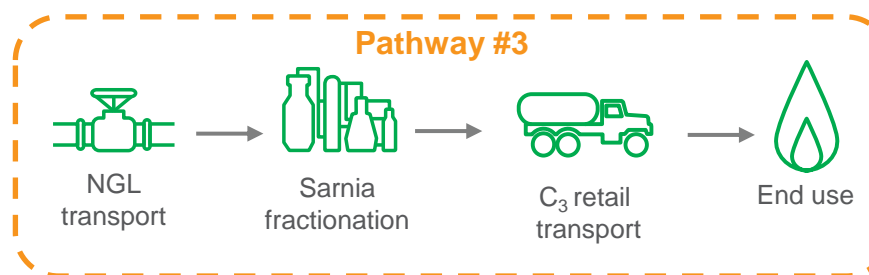 Pathway #3
NGL
transport
Sarnia
fractionation
C₃ retail
transport
End use